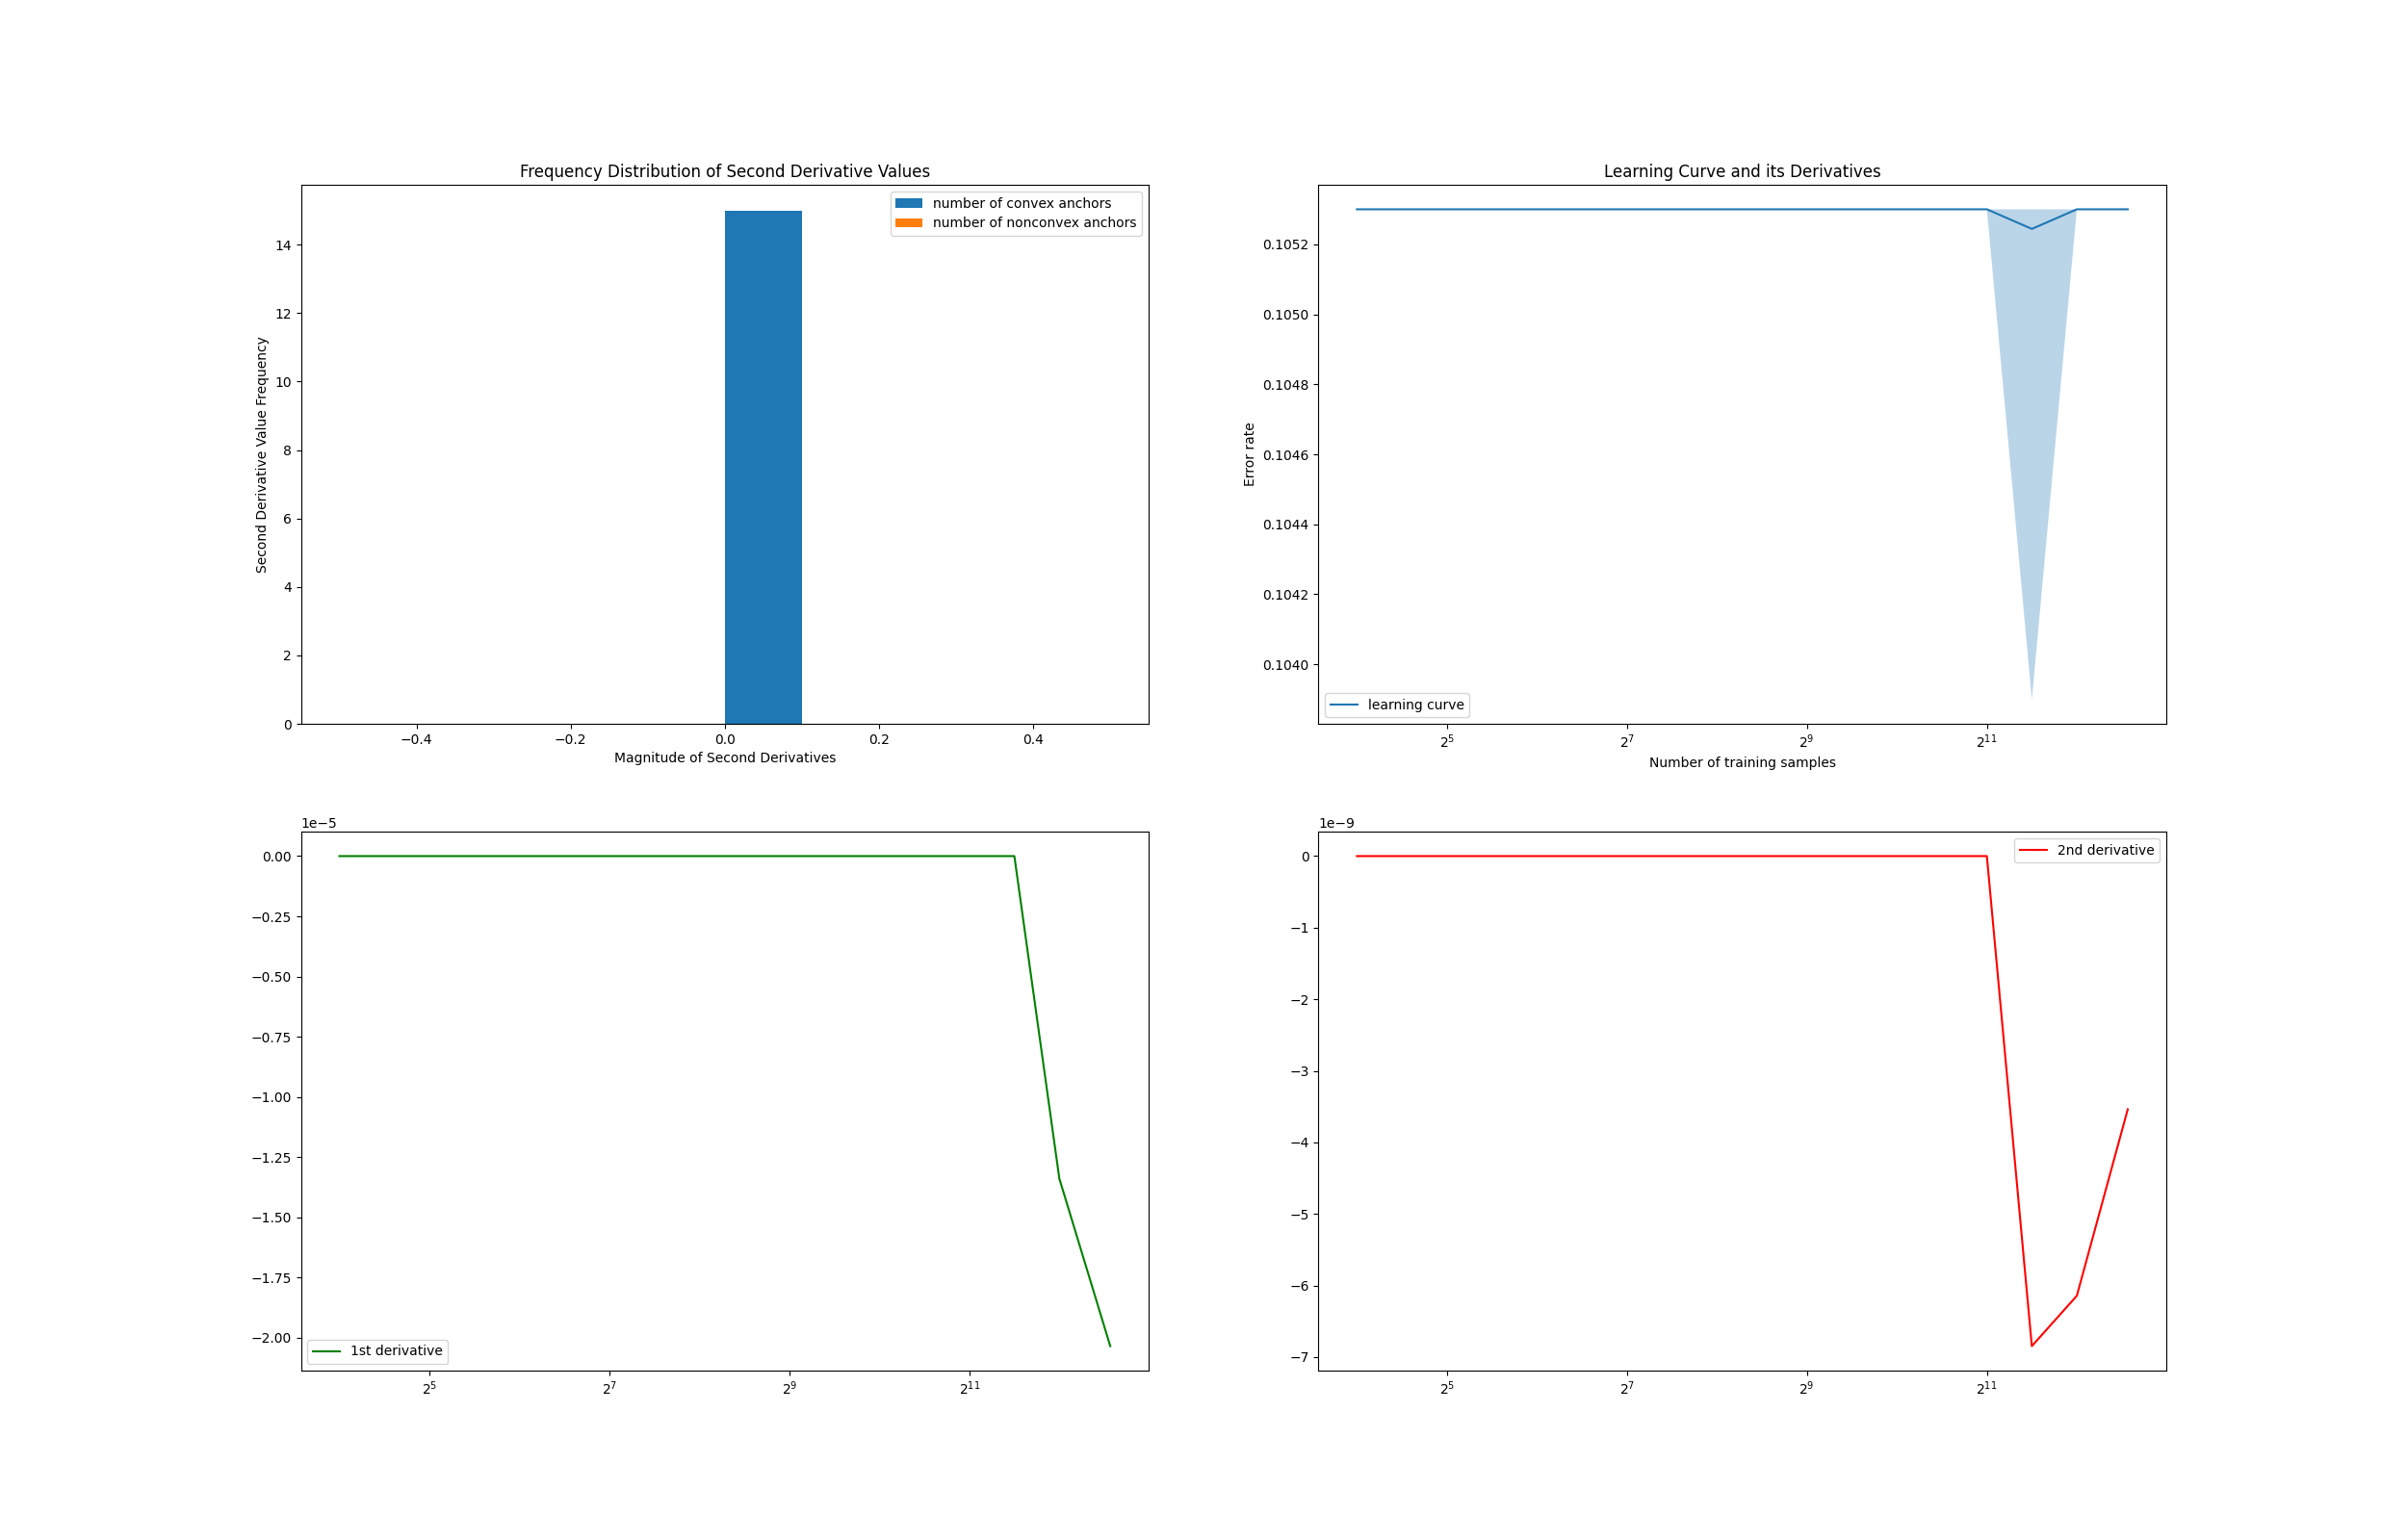 Frequency Distribution of Second Derivative Values
number of convex anchors
number of nonconvex anchors
14
12
10
8
6
4
2
0
Second Derivative Value Frequency
−0.4 −0.2 0.0 0.2 0.4
Magnitude of Second Derivatives
Learning Curve and its Derivatives
0.1052
0.1050
0.1048
0.1046
0.1044
0.1042
0.1040
Error rate
learning curve
2^5 2^7 2^9 2^11
Number of training samples
1e−5
0.00
−0.25
−0.50
−0.75
−1.00
−1.25
−1.50
−1.75
−2.00
1st derivative
2^5 2^7 2^9 2^11
1e−9
2nd derivative
0
−1
−2
−3
−4
−5
−6
−7
2^5 2^7 2^9 2^11